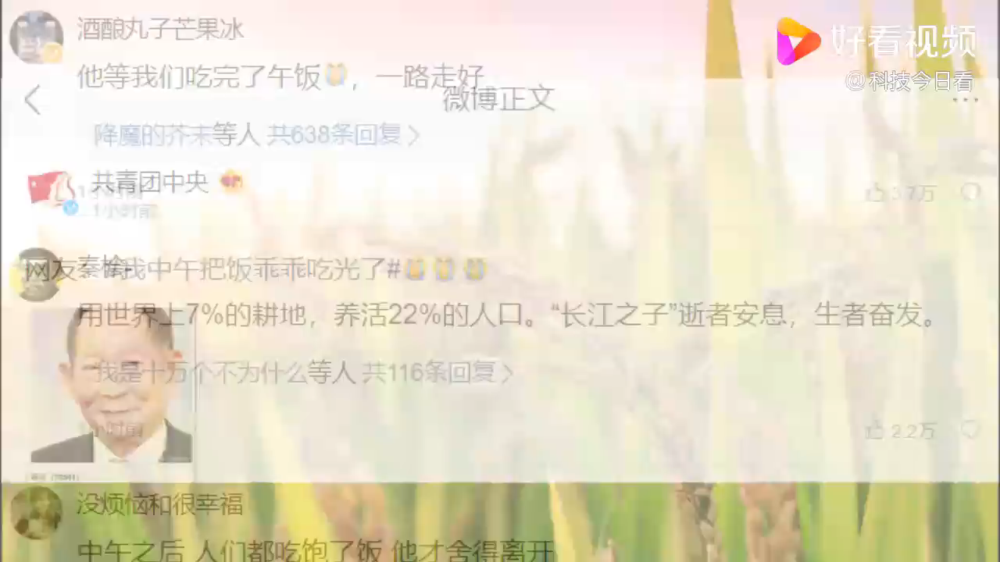 酒酿丸子芒果冰
好看视频
他等我们吃完了午饭，一路走好
@科技今日看
微博正文
降魔的芥末等人 共638条回复
共青团中央
3.7万
1小时前
网友
我中午把饭乖乖吃光了#
用世界上7%的耕地，养活22%的人口。“长江之子”逝者安息，生者奋发。
我是十万个不为什么等人 共116条回复
小时前
2.2万
没烦恼和很幸福
中午之后 人们都吃饱了饭 他才舍得离开